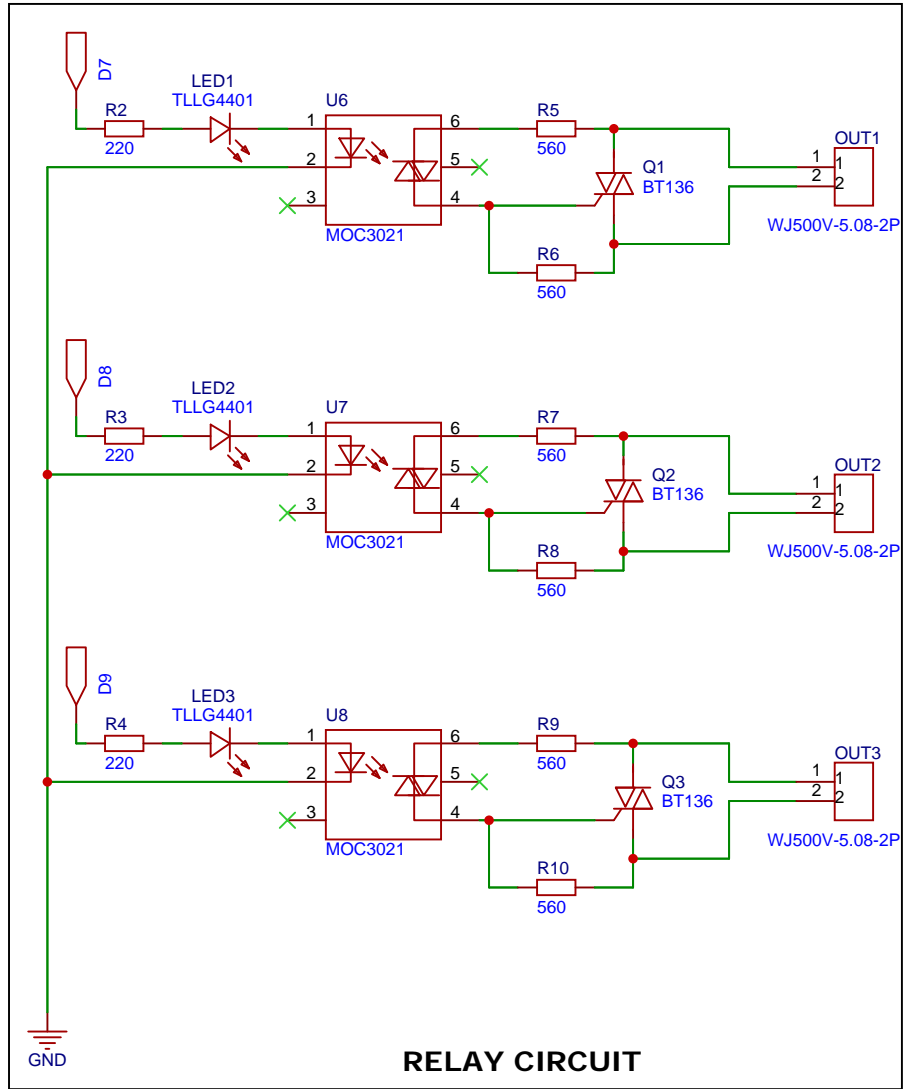 D7
R2
220
LED1
TLLG4401
U6
1
2
3
6
5
4
MOC3021
R5
560
Q1
BT136
R6
560
OUT1
1 1
2 2
WJ500V-5.08-2P
D8
R3
220
LED2
TLLG4401
U7
1
2
3
6
5
4
MOC3021
R7
560
Q2
BT136
R8
560
OUT2
1 1
2 2
WJ500V-5.08-2P
D9
R4
220
LED3
TLLG4401
U8
1
2
3
6
5
4
MOC3021
R9
560
Q3
BT136
R10
560
OUT3
1 1
2 2
WJ500V-5.08-2P
GND
RELAY CIRCUIT